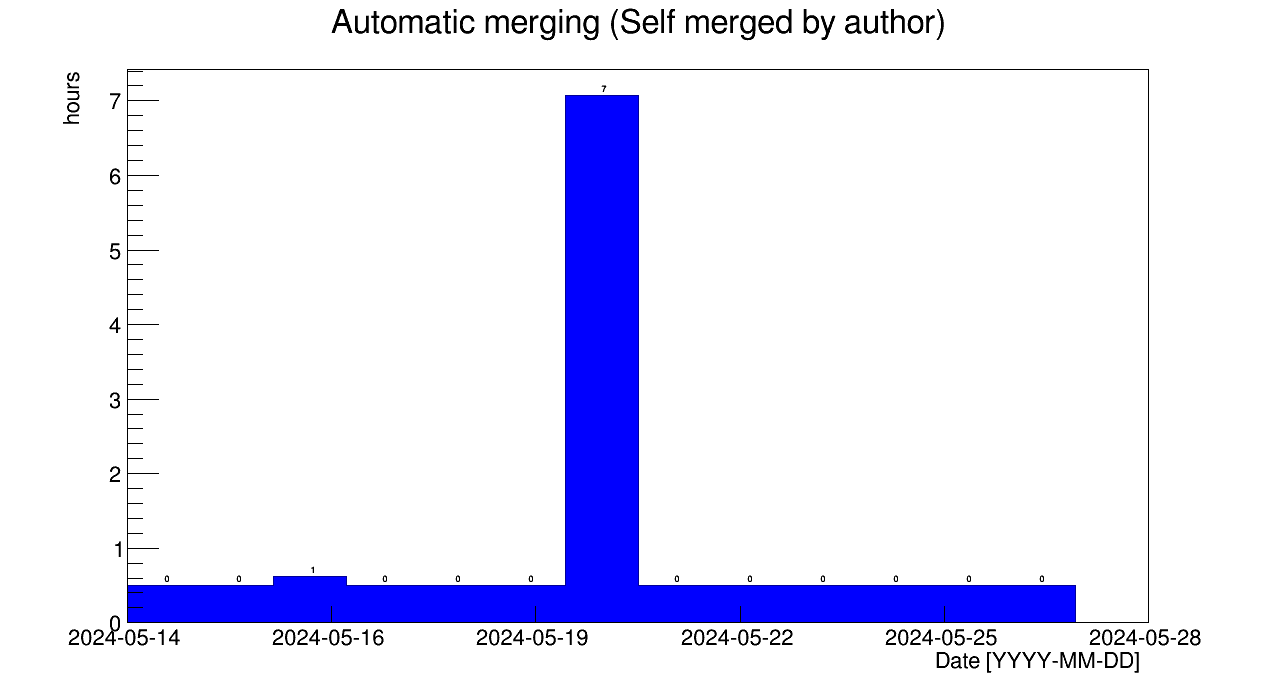 Automatic merging (Self merged by author)
hours
7
6
5
4
3
2
1
0
7
1
0 0 0 0 0 0 0 0 0 0 0
2024-05-14 2024-05-16 2024-05-19 2024-05-22 2024-05-25 2024-05-28
Date [YYYY-MM-DD]